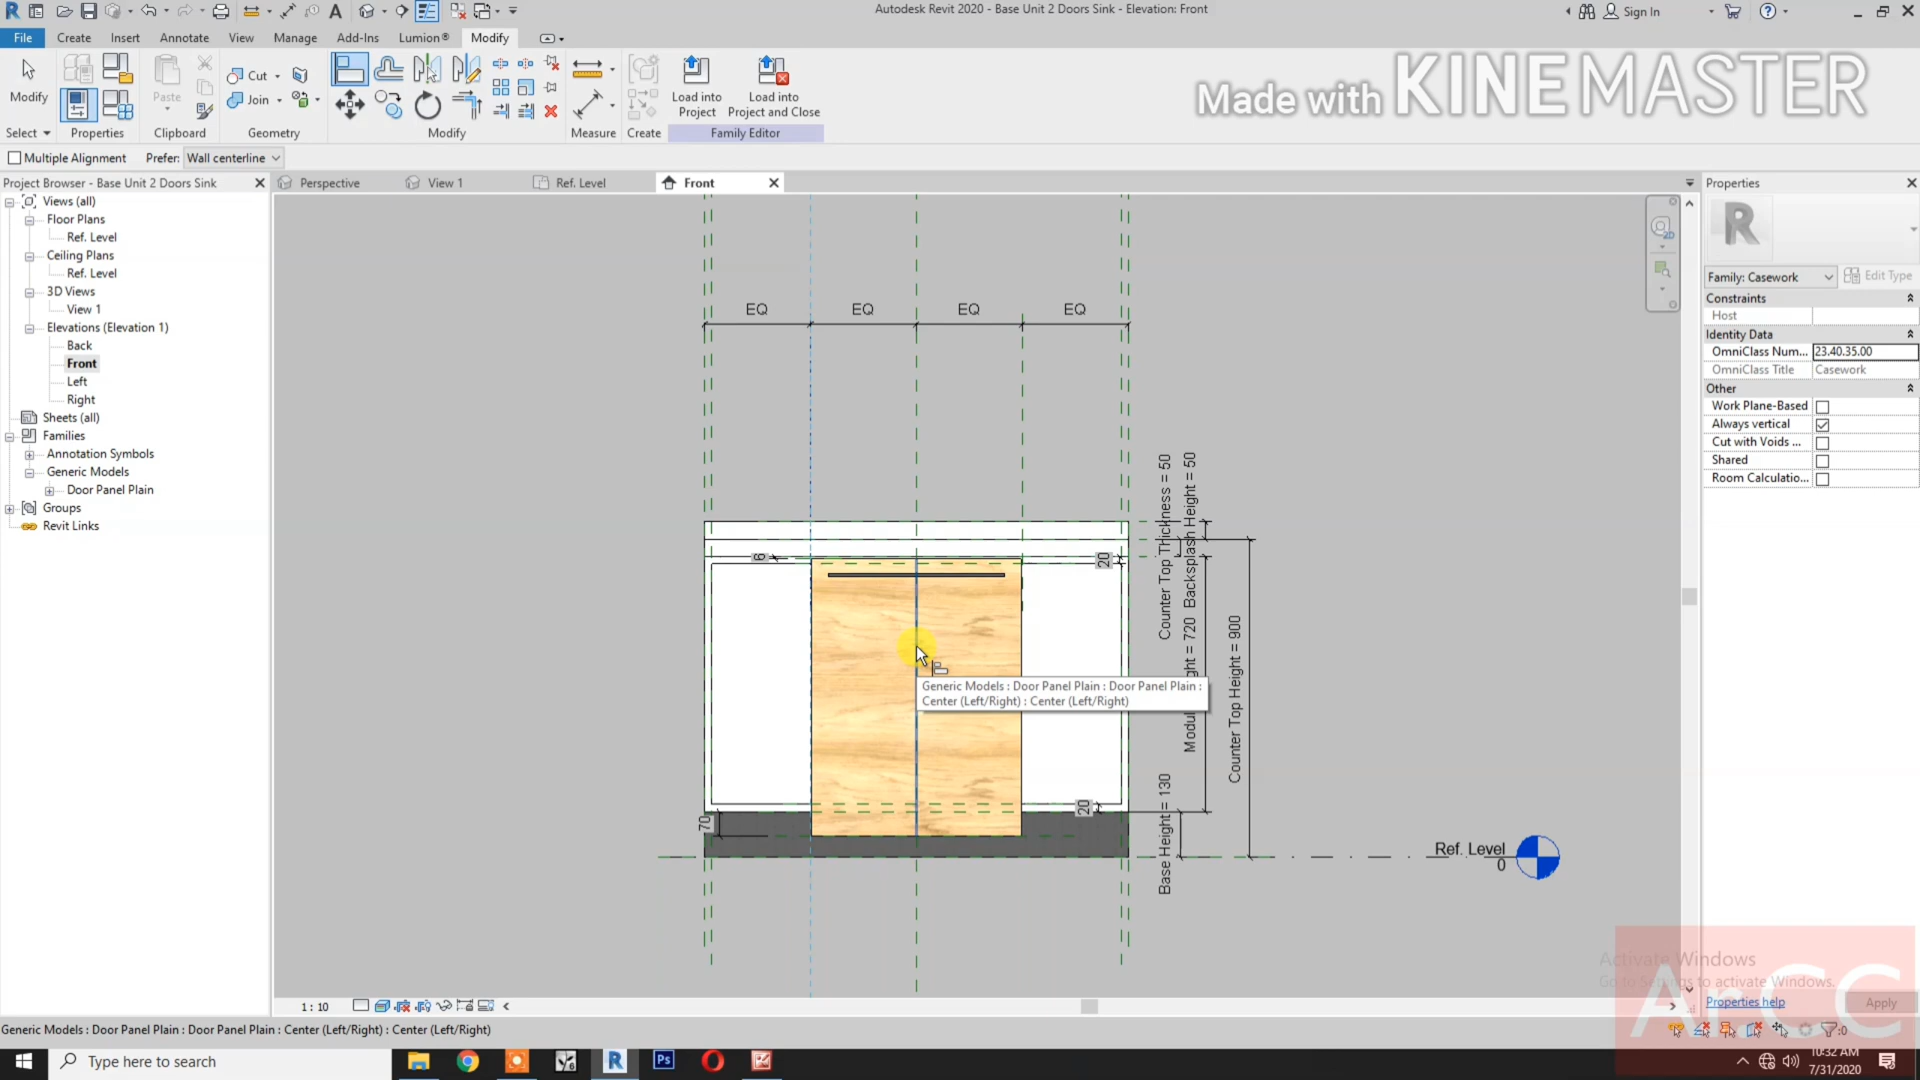 Autodesk Revit 2020 - Base Unit 2 Doors Sink - Elevation: Front
Sign In
File Create Insert Annotate View Manage Add-Ins Lumion® Modify
Made with KINEMASTER
Modify
Paste
Cut
Join
Load into Project
Load into Project and Close
Select Properties Clipboard Geometry Modify Measure Create Family Editor
Multiple Alignment Prefer: Wall centerline
Project Browser - Base Unit 2 Doors Sink
Perspective
View 1
Ref. Level
Front
Properties
Views (all)
Floor Plans
Ref. Level
Ceiling Plans
Ref. Level
3D Views
View 1
Elevations (Elevation 1)
Back
Front
Left
Right
Sheets (all)
Families
Annotation Symbols
Generic Models
Door Panel Plain
Groups
Revit Links
EQ EQ EQ EQ
6
20
20
70
Counter Top Thickness = 50
Backsplash Height = 50
Counter Top Height = 900
Base Height = 130
Generic Models : Door Panel Plain : Door Panel Plain :
Center (Left/Right) : Center (Left/Right)
Ref. Level
0
Family: Casework
Edit Type
Constraints
Host
Identity Data
OmniClass Num... 23.40.35.00
OmniClass Title Casework
Other
Work Plane-Based
Always vertical
Cut with Voids ...
Shared
Room Calculatio...
Activate Windows
Go to Settings to activate Windows.
ArCC
Properties help
Apply
1 : 10
Generic Models : Door Panel Plain : Door Panel Plain : Center (Left/Right) : Center (Left/Right)
:0
Type here to search
Ps
10:32 AM
7/31/2020